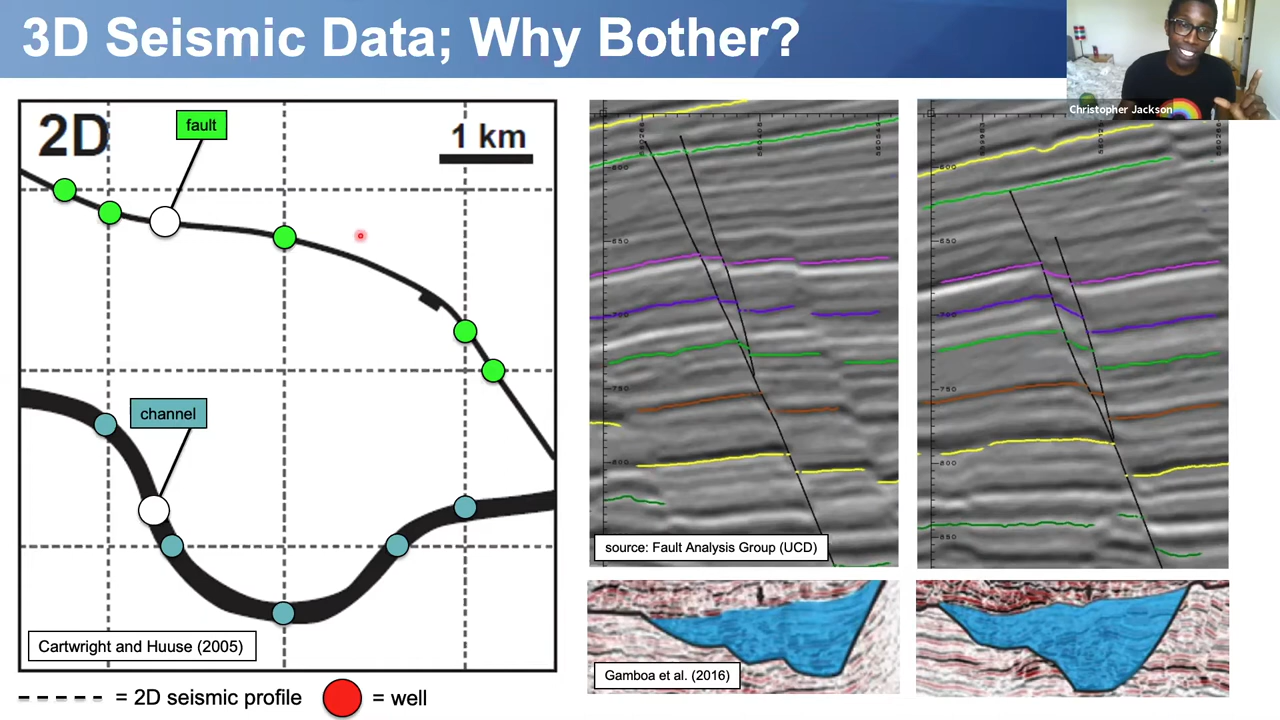 3D Seismic Data; Why Bother?
Christopher Jackson
2D
fault
1 km
channel
Cartwright and Huuse (2005)
= 2D seismic profile
= well
source: Fault Analysis Group (UCD)
Gamboa et al. (2016)